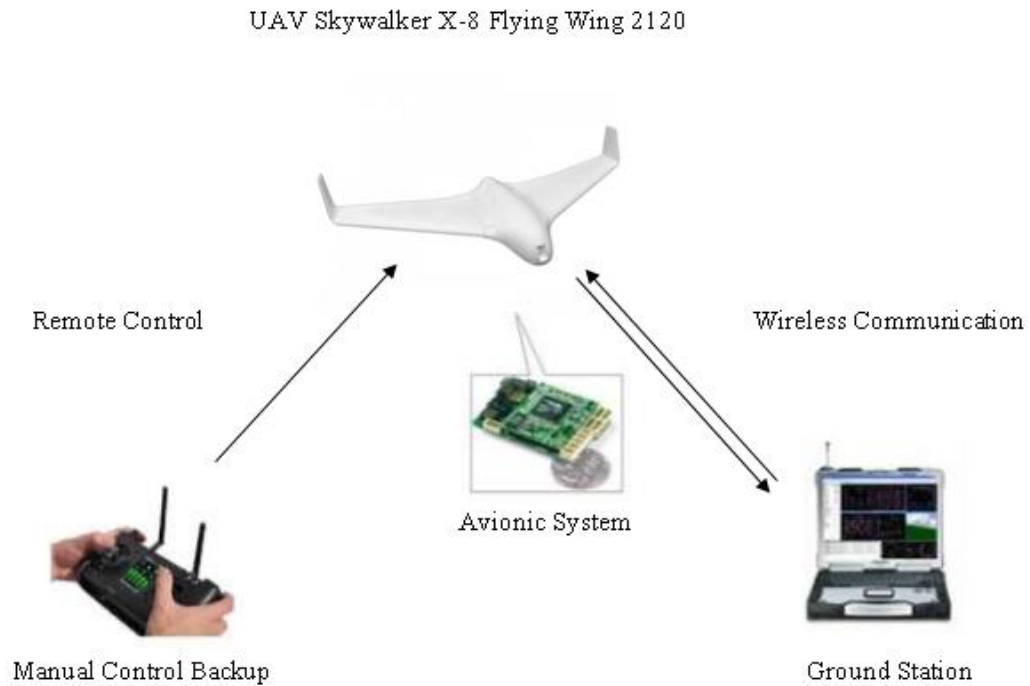 UAV Skywalker X-8 Flying Wing 2120
Remote Control
Wireless Communication
Avionic System
Manual Control Backup
Ground Station